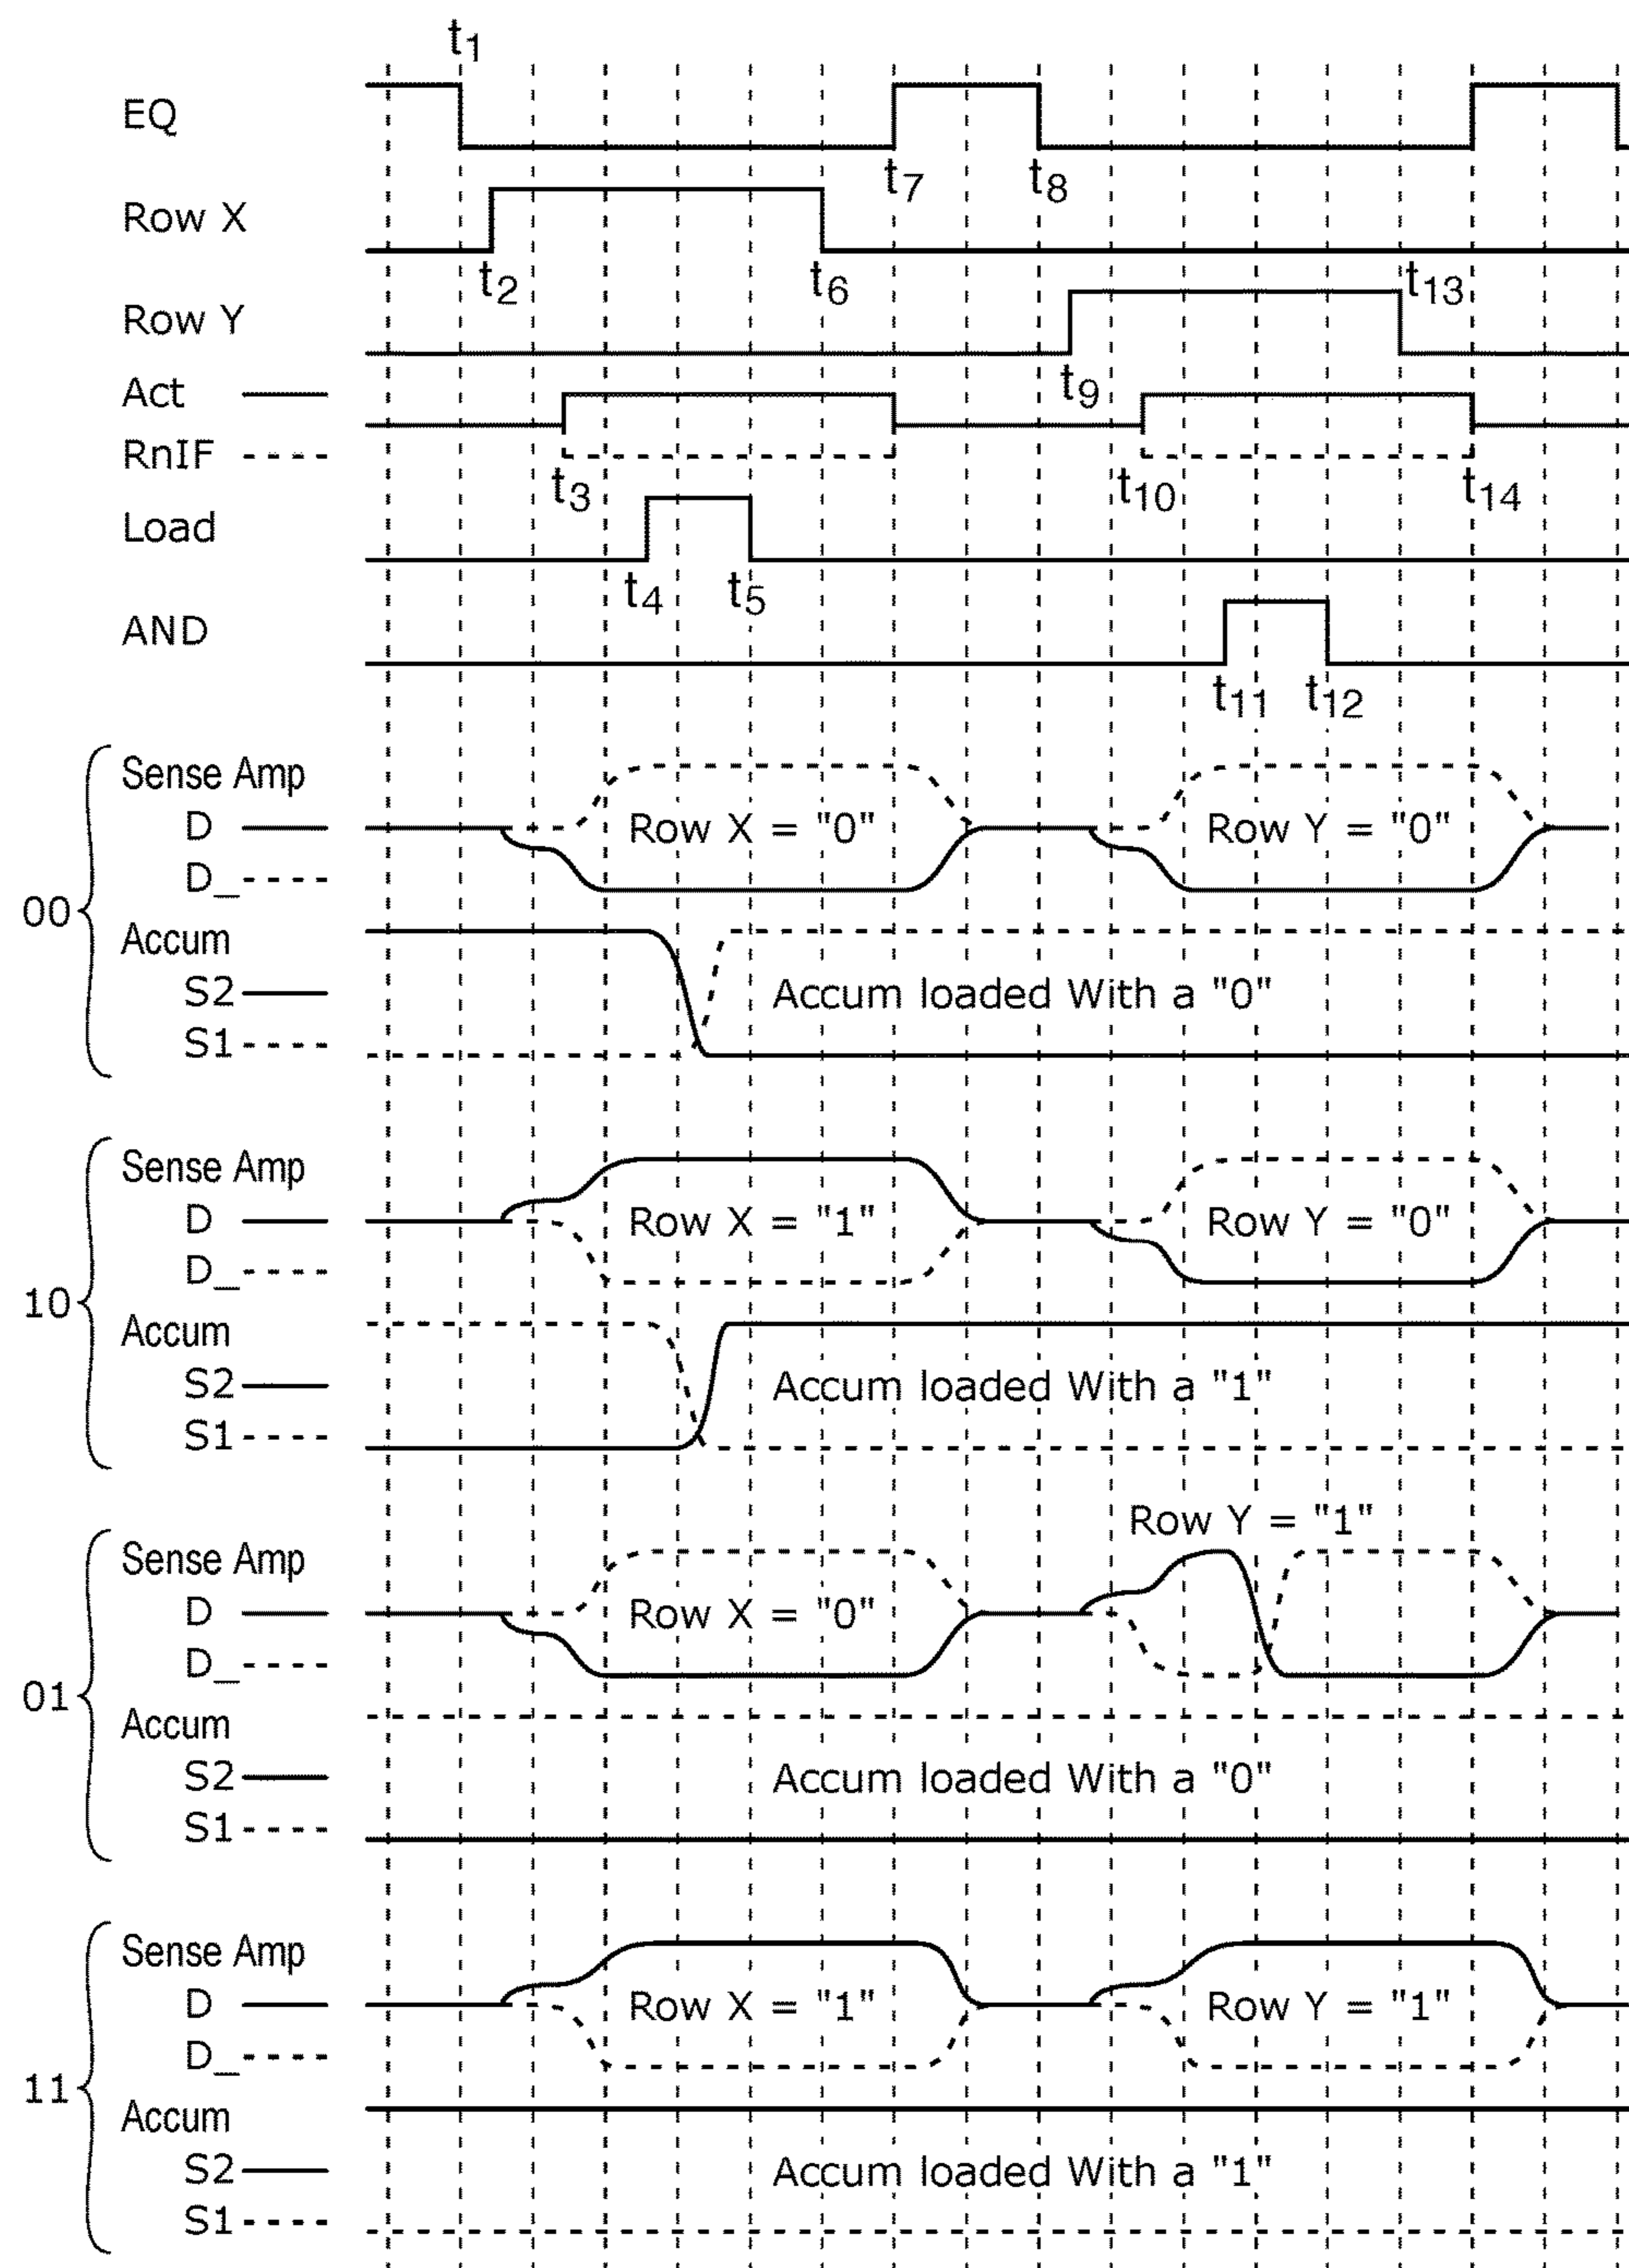 t1
EQ
t7 t8
Row X
t2 t6 t13
Row Y
t9
Act
RnIF
t3 t10 t14
Load
t4 t5
AND
t11 t12
00
Sense Amp
D Row X = "0" Row Y = "0"
D_
Accum
S2 Accum loaded With a "0"
S1
10
Sense Amp
D Row X = "1" Row Y = "0"
D_
Accum
S2 Accum loaded With a "1"
S1
01
Row Y = "1"
Sense Amp
D Row X = "0"
D_
Accum
S2 Accum loaded With a "0"
S1
11
Sense Amp
D Row X = "1" Row Y = "1"
D_
Accum
S2 Accum loaded With a "1"
S1